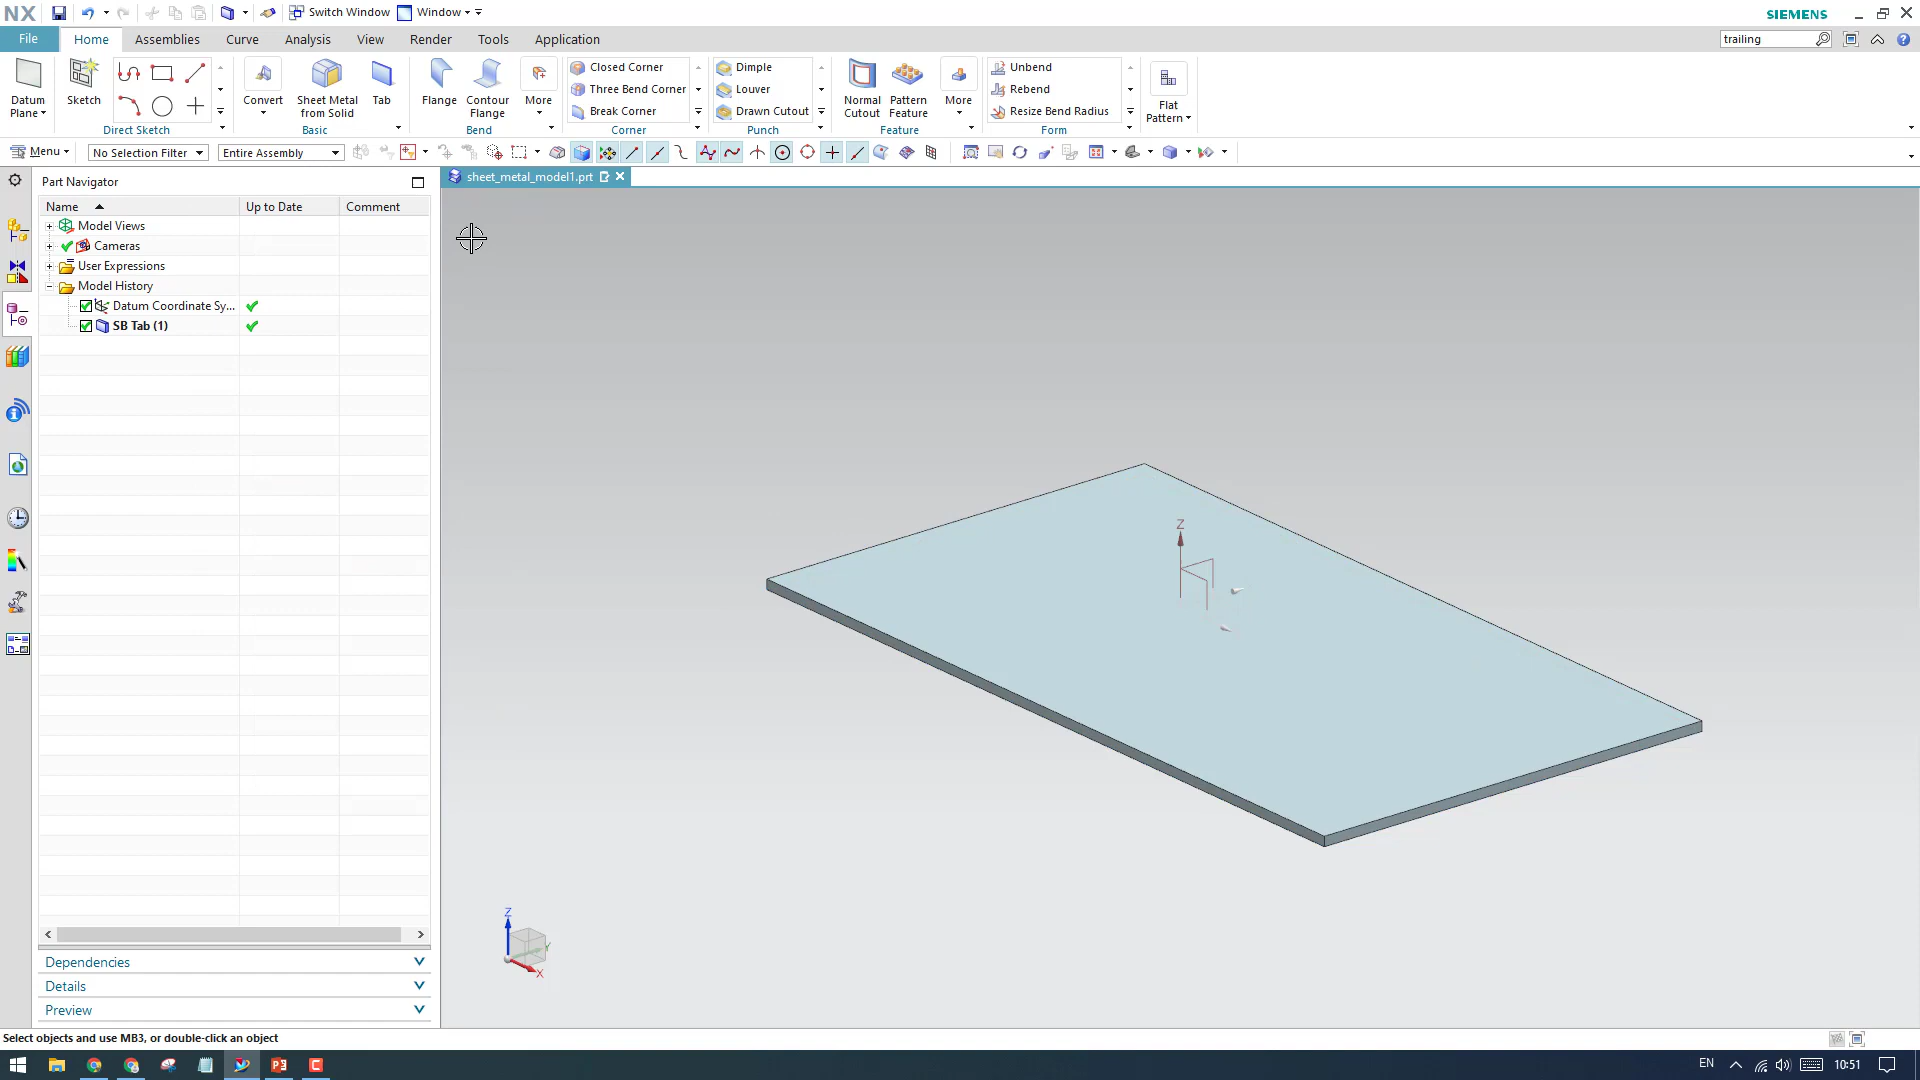 NX Switch Window Window SIEMENS
File Home Assemblies Curve Analysis View Render Tools Application trailing
Datum Plane Sketch Convert Sheet Metal from Solid Tab Flange Contour Flange More Closed Corner Three Bend Corner Break Corner Dimple Louver Drawn Cutout Normal Cutout Pattern Feature More Unbend Rebend Resize Bend Radius Flat Pattern
Direct Sketch Basic Bend Corner Punch Feature Form
Menu No Selection Filter Entire Assembly
Part Navigator sheet_metal_model1.prt
Name Up to Date Comment
Model Views
Cameras
User Expressions
Model History
Datum Coordinate Sy...
SB Tab (1)
Z
Z
Y
X
Dependencies
Details
Preview
Select objects and use MB3, or double-click an object
EN 10:51